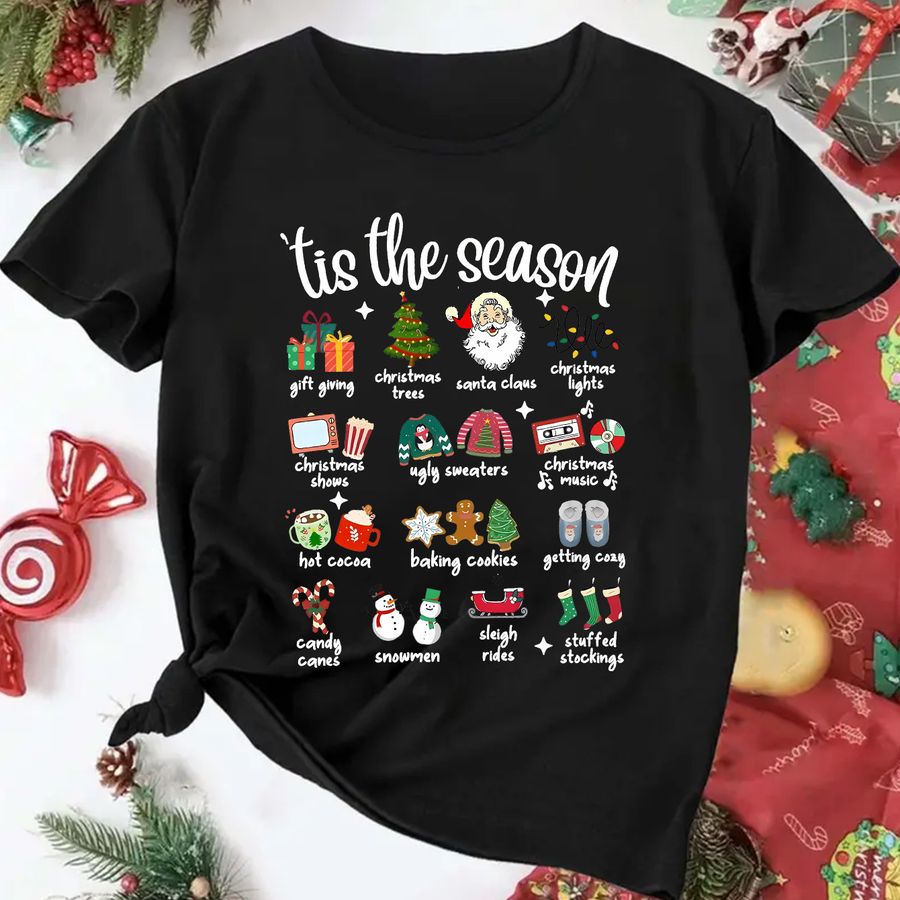 'tis the season
gift giving
christmas
trees
santa claus
christmas
lights
christmas
shows
ugly sweaters
christmas
music
hot cocoa
baking cookies
getting cozy
candy
canes
snowmen
sleigh
rides
stuffed
stockings